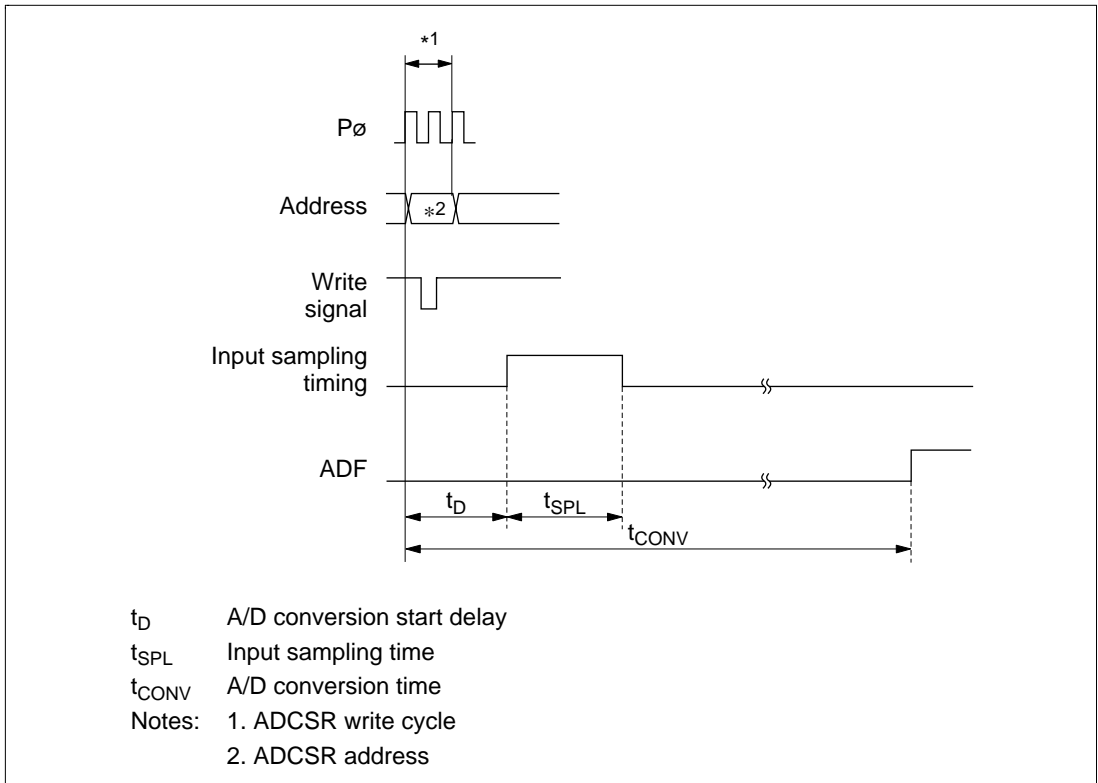 *1
Pø
Address
*2
Write
signal
Input sampling
timing
ADF
tD
tSPL
tCONV
tD A/D conversion start delay
tSPL Input sampling time
tCONV A/D conversion time
Notes: 1. ADCSR write cycle
2. ADCSR address